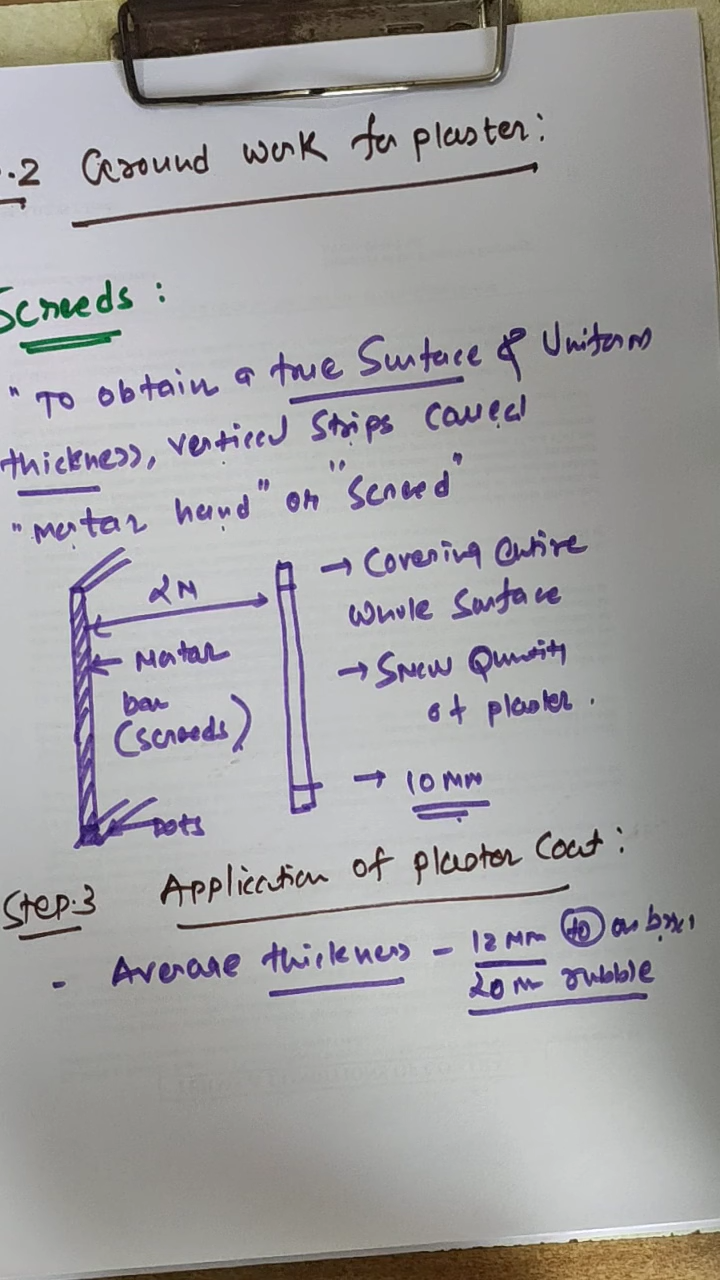 .2 Ground work for plaster:
Screeds :
"To obtain a true Surface & Uniform
thickness, vertical Strips called
"mortar band" or "Screed"
2M
→ Covering entire
whole Surface
← Mortar
bar
(screeds)
→ Quantity
of plaster.
→ 10 MM
Dots
Step.3 Application of plaster Coat:
- Average thickness - 12 MM to on
20 m rubble